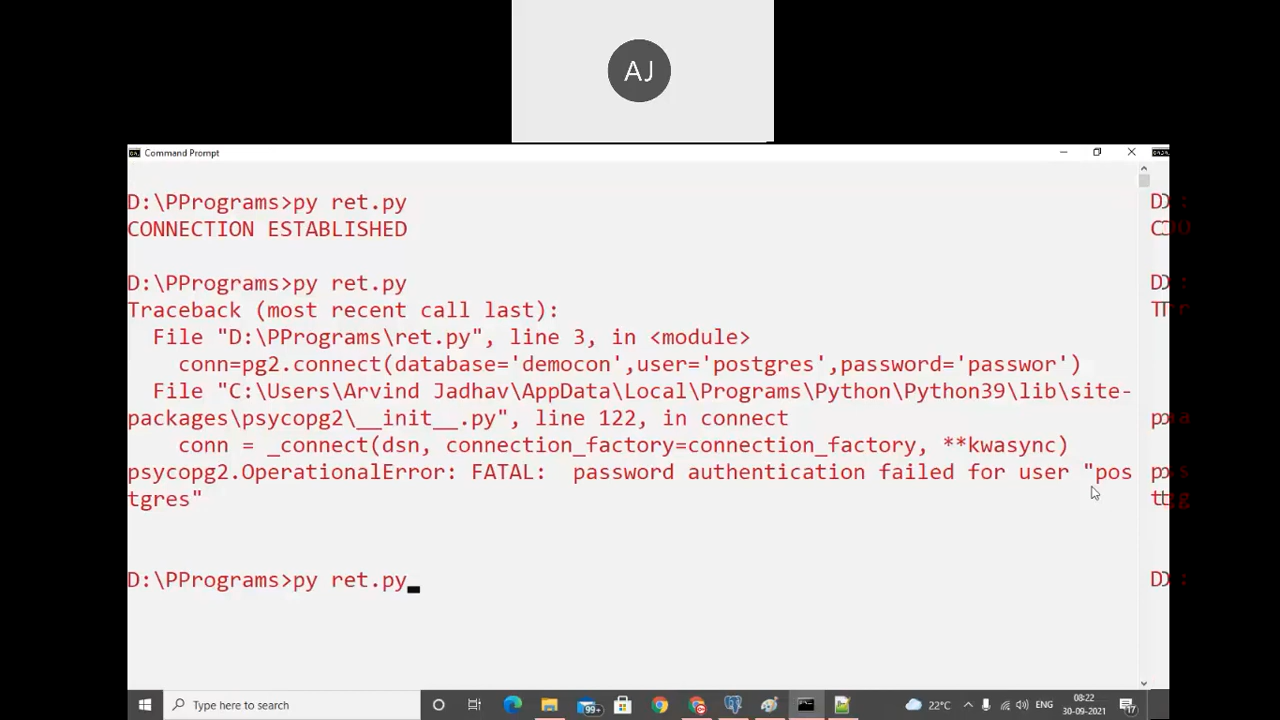 AJ
Command Prompt
D:\PPrograms>py ret.py
CONNECTION ESTABLISHED
D:\PPrograms>py ret.py
Traceback (most recent call last):
File "D:\PPrograms\ret.py", line 3, in <module>
conn=pg2.connect(database='democon',user='postgres',password='passwor')
File "C:\Users\Arvind Jadhav\AppData\Local\Programs\Python\Python39\lib\site-
packages\psycopg2\__init__.py", line 122, in connect
conn = _connect(dsn, connection_factory=connection_factory, **kwasync)
psycopg2.OperationalError: FATAL:  password authentication failed for user "pos
tgres"
D:\PPrograms>py ret.py
Type here to search
99+
22°C
ENG
08:22
30-09-2021
17